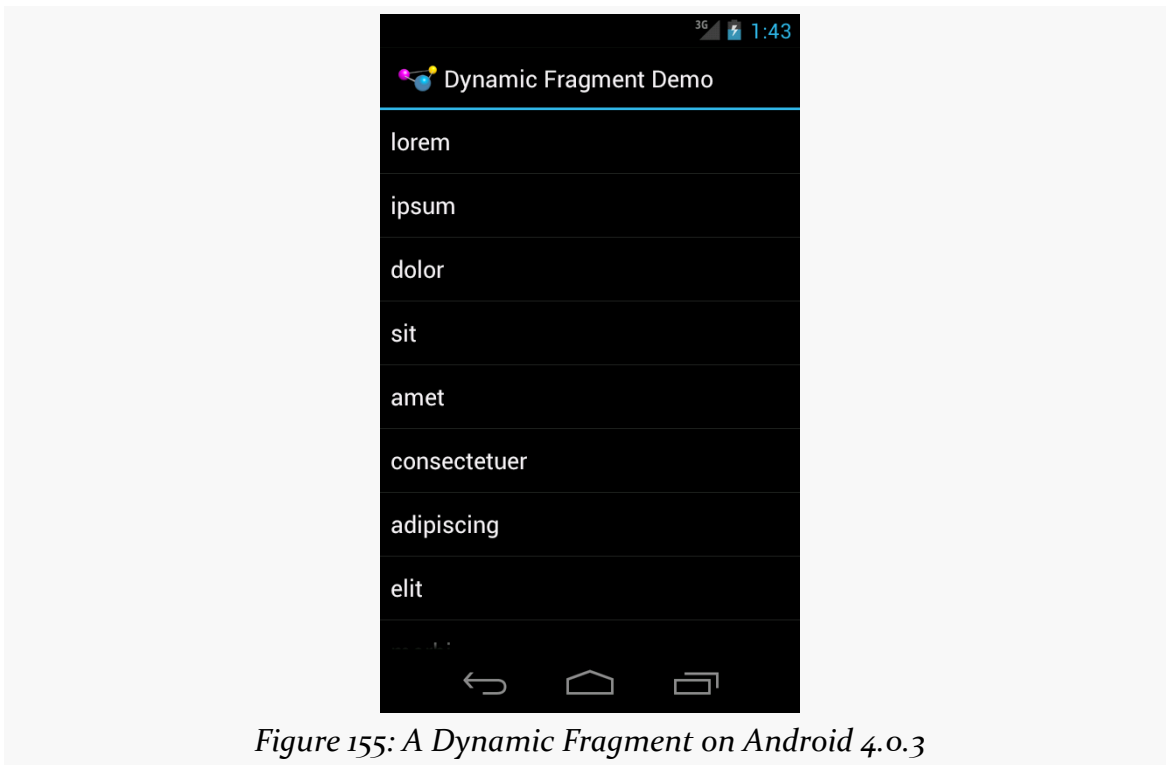 3G 1:43
Dynamic Fragment Demo
lorem
ipsum
dolor
sit
amet
consectetuer
adipiscing
elit
Figure 155: A Dynamic Fragment on Android 4.0.3